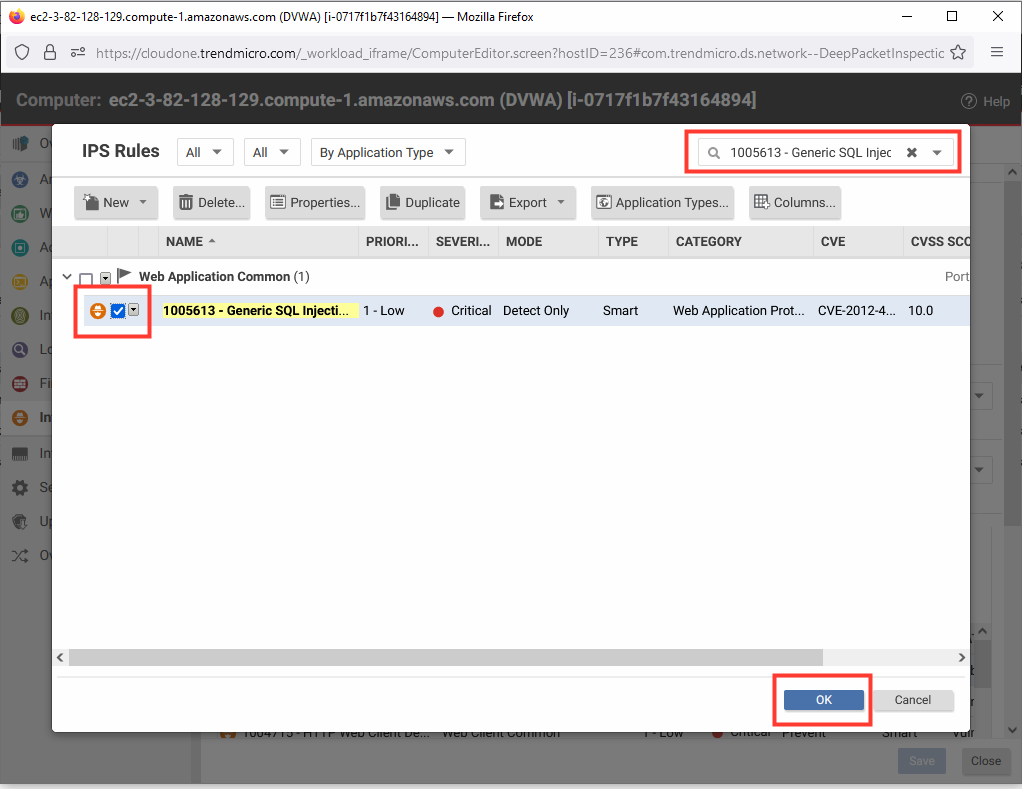 ec2-3-82-128-129.compute-1.amazonaws.com (DVWA) [i-0717f1b7f43164894] — Mozilla Firefox
https://cloudone.trendmicro.com/_workload_iframe/ComputerEditor.screen?hostID=236#com.trendmicro.ds.network--DeepPacketInspectic
Computer: ec2-3-82-128-129.compute-1.amazonaws.com (DVWA) [i-0717f1b7f43164894] Help
IPS Rules All All By Application Type 1005613 - Generic SQL Injec
New Delete... Properties... Duplicate Export Application Types... Columns...
NAME PRIORI... SEVERI... MODE TYPE CATEGORY CVE CVSS SCO
Web Application Common (1) Port
1005613 - Generic SQL Injecti... 1 - Low Critical Detect Only Smart Web Application Prot... CVE-2012-4... 10.0
OK Cancel
1004715 - HTTP Web Client De... Web Client Common 1 - Low Critical Prevent Smart Vulr
Save Close